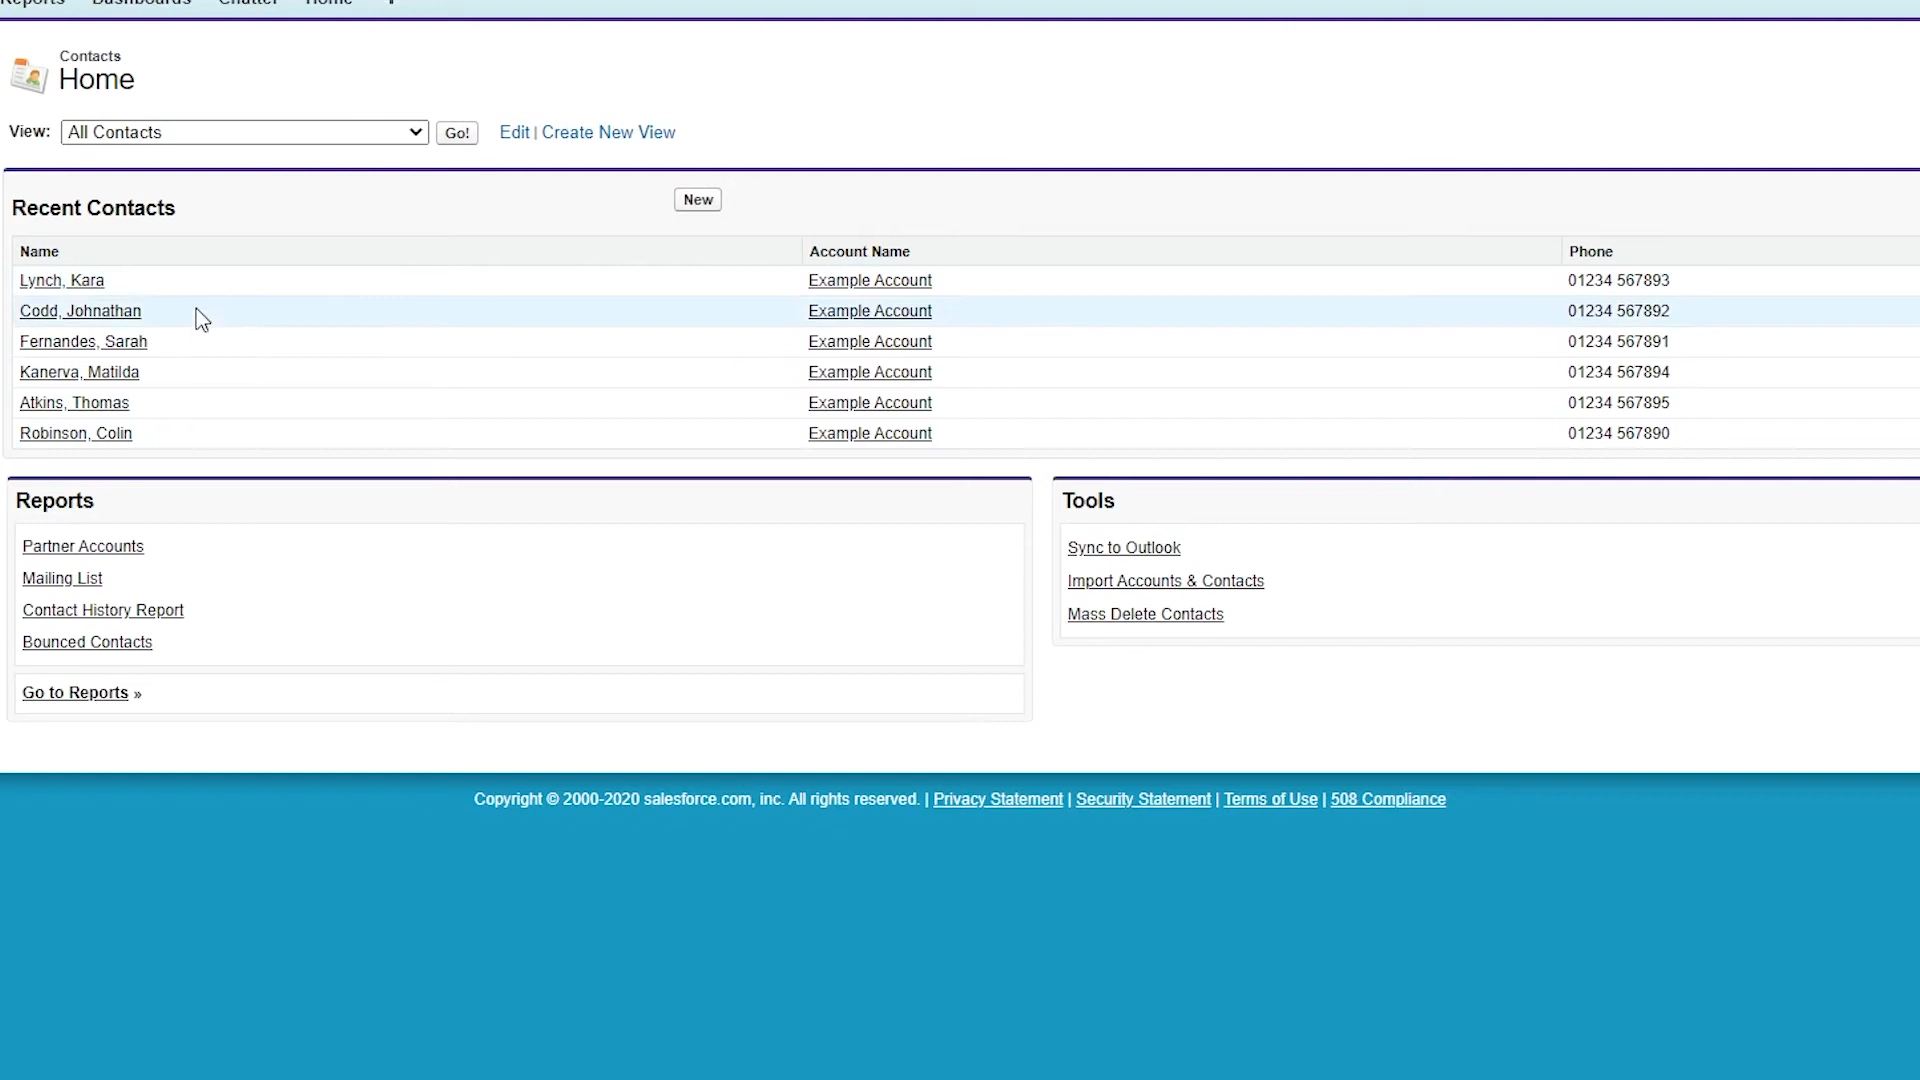 Reports Dashboards Chatter Home
Contacts
Home
View: All Contacts Go! Edit | Create New View
Recent Contacts New
Name Account Name Phone
Lynch, Kara Example Account 01234 567893
Codd, Johnathan Example Account 01234 567892
Fernandes, Sarah Example Account 01234 567891
Kanerva, Matilda Example Account 01234 567894
Atkins, Thomas Example Account 01234 567895
Robinson, Colin Example Account 01234 567890
Reports
Partner Accounts
Mailing List
Contact History Report
Bounced Contacts
Go to Reports »
Tools
Sync to Outlook
Import Accounts & Contacts
Mass Delete Contacts
Copyright © 2000-2020 salesforce.com, inc. All rights reserved. | Privacy Statement | Security Statement | Terms of Use | 508 Compliance